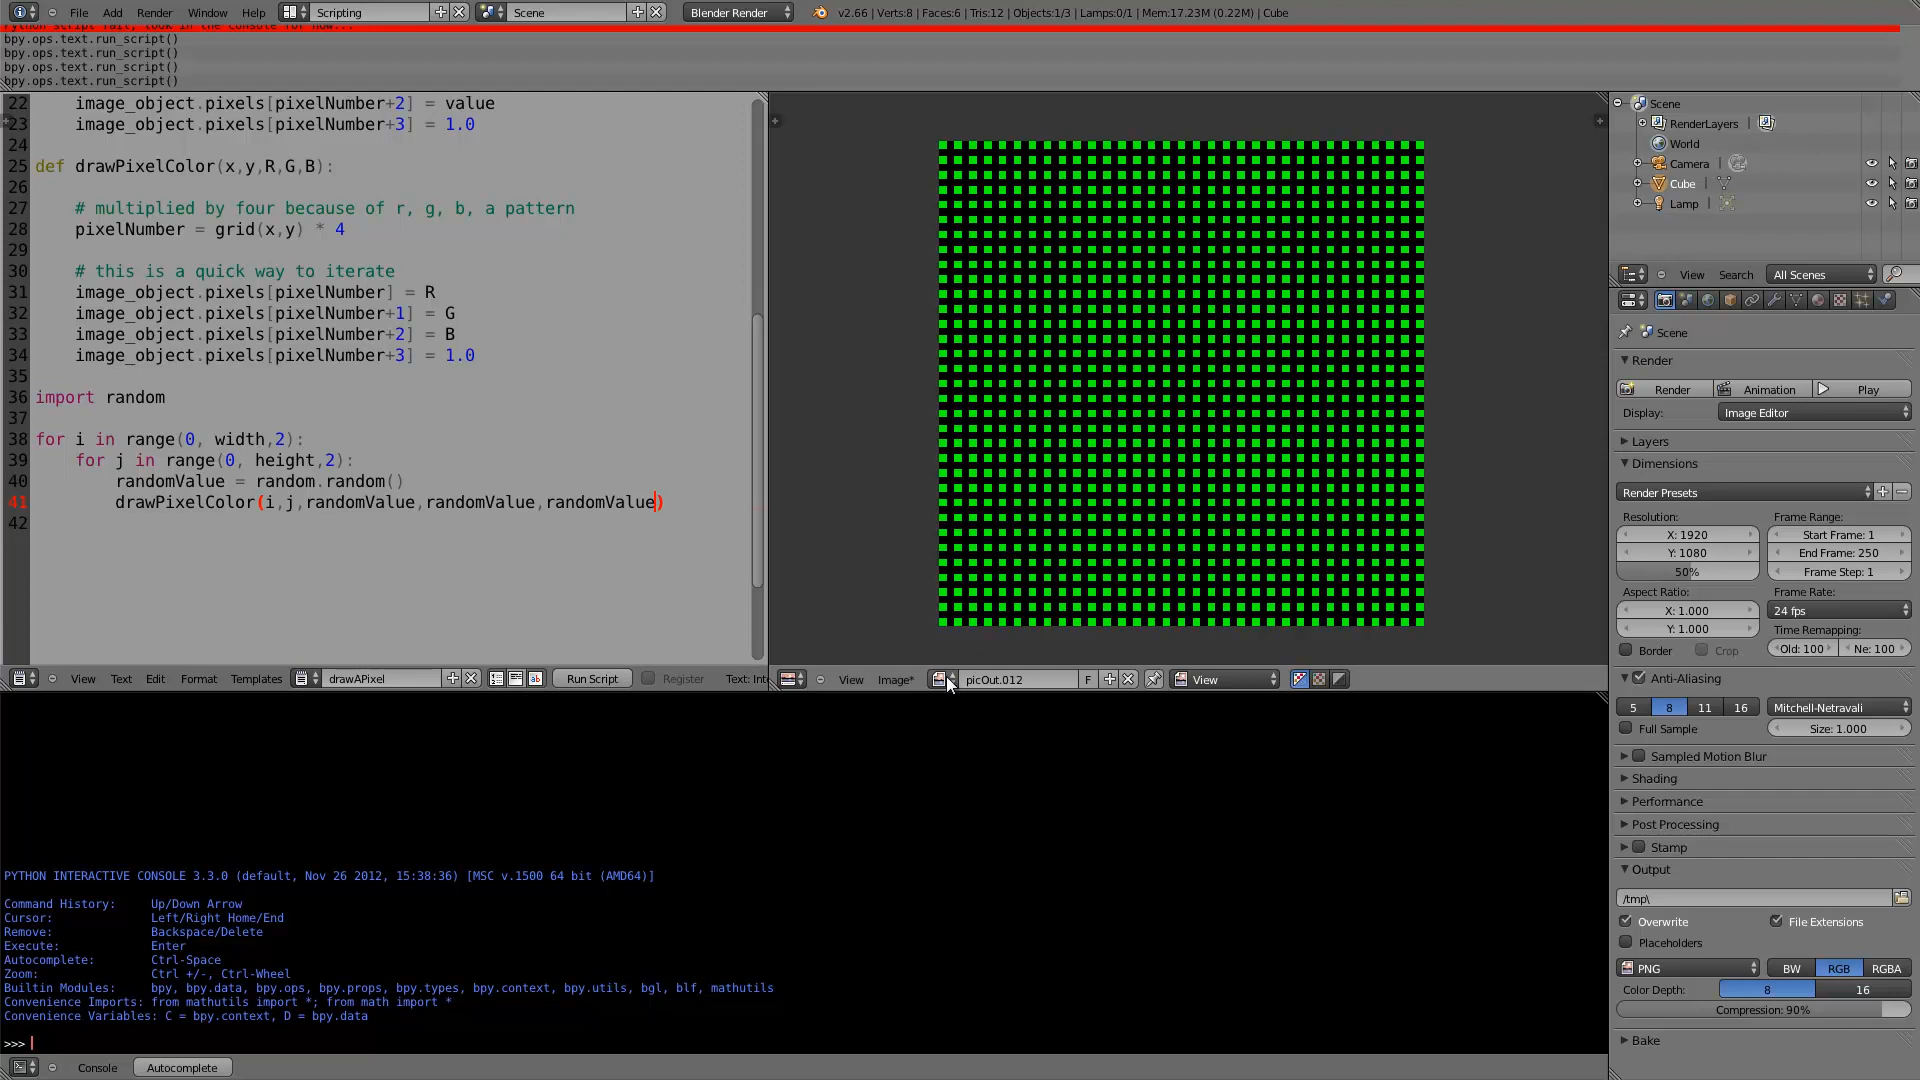 File Add Render Window Help Scripting Scene Blender Render v2.66 | Verts:8 | Faces:6 | Tris:12 | Objects:1/3 | Lamps:0/1 | Mem:17.23M (0.22M) | Cube
bpy.ops.text.run_script()
bpy.ops.text.run_script()
bpy.ops.text.run_script()
bpy.ops.text.run_script()
22 image_object.pixels[pixelNumber+2] = value
23 image_object.pixels[pixelNumber+3] = 1.0
24
25 def drawPixelColor(x,y,R,G,B):
26
27 # multiplied by four because of r, g, b, a pattern
28 pixelNumber = grid(x,y) * 4
29
30 # this is a quick way to iterate
31 image_object.pixels[pixelNumber] = R
32 image_object.pixels[pixelNumber+1] = G
33 image_object.pixels[pixelNumber+2] = B
34 image_object.pixels[pixelNumber+3] = 1.0
35
36 import random
37
38 for i in range(0, width,2):
39 for j in range(0, height,2):
40 randomValue = random.random()
41 drawPixelColor(i,j,randomValue,randomValue,randomValue)
42
View Text Edit Format Templates drawAPixel Run Script Register Text: Int
View Image* picOut.012 F View
PYTHON INTERACTIVE CONSOLE 3.3.0 (default, Nov 26 2012, 15:38:36) [MSC v.1500 64 bit (AMD64)]
Command History: Up/Down Arrow
Cursor: Left/Right Home/End
Remove: Backspace/Delete
Execute: Enter
Autocomplete: Ctrl-Space
Zoom: Ctrl +/-, Ctrl-Wheel
Builtin Modules: bpy, bpy.data, bpy.ops, bpy.props, bpy.types, bpy.context, bpy.utils, bgl, blf, mathutils
Convenience Imports: from mathutils import *; from math import *
Convenience Variables: C = bpy.context, D = bpy.data
>>>
Console Autocomplete
Scene
RenderLayers |
World
Camera |
Cube |
Lamp |
View Search All Scenes
Scene
Render
Render Animation Play
Display: Image Editor
Layers
Dimensions
Render Presets
Resolution: Frame Range:
X: 1920 Start Frame: 1
Y: 1080 End Frame: 250
50% Frame Step: 1
Aspect Ratio: Frame Rate:
X: 1.000 24 fps
Y: 1.000 Time Remapping:
Border Crop Old: 100 Ne: 100
Anti-Aliasing
5 8 11 16 Mitchell-Netravali
Full Sample Size: 1.000
Sampled Motion Blur
Shading
Performance
Post Processing
Stamp
Output
/tmp\
Overwrite File Extensions
Placeholders
PNG BW RGB RGBA
Color Depth: 8 16
Compression: 90%
Bake